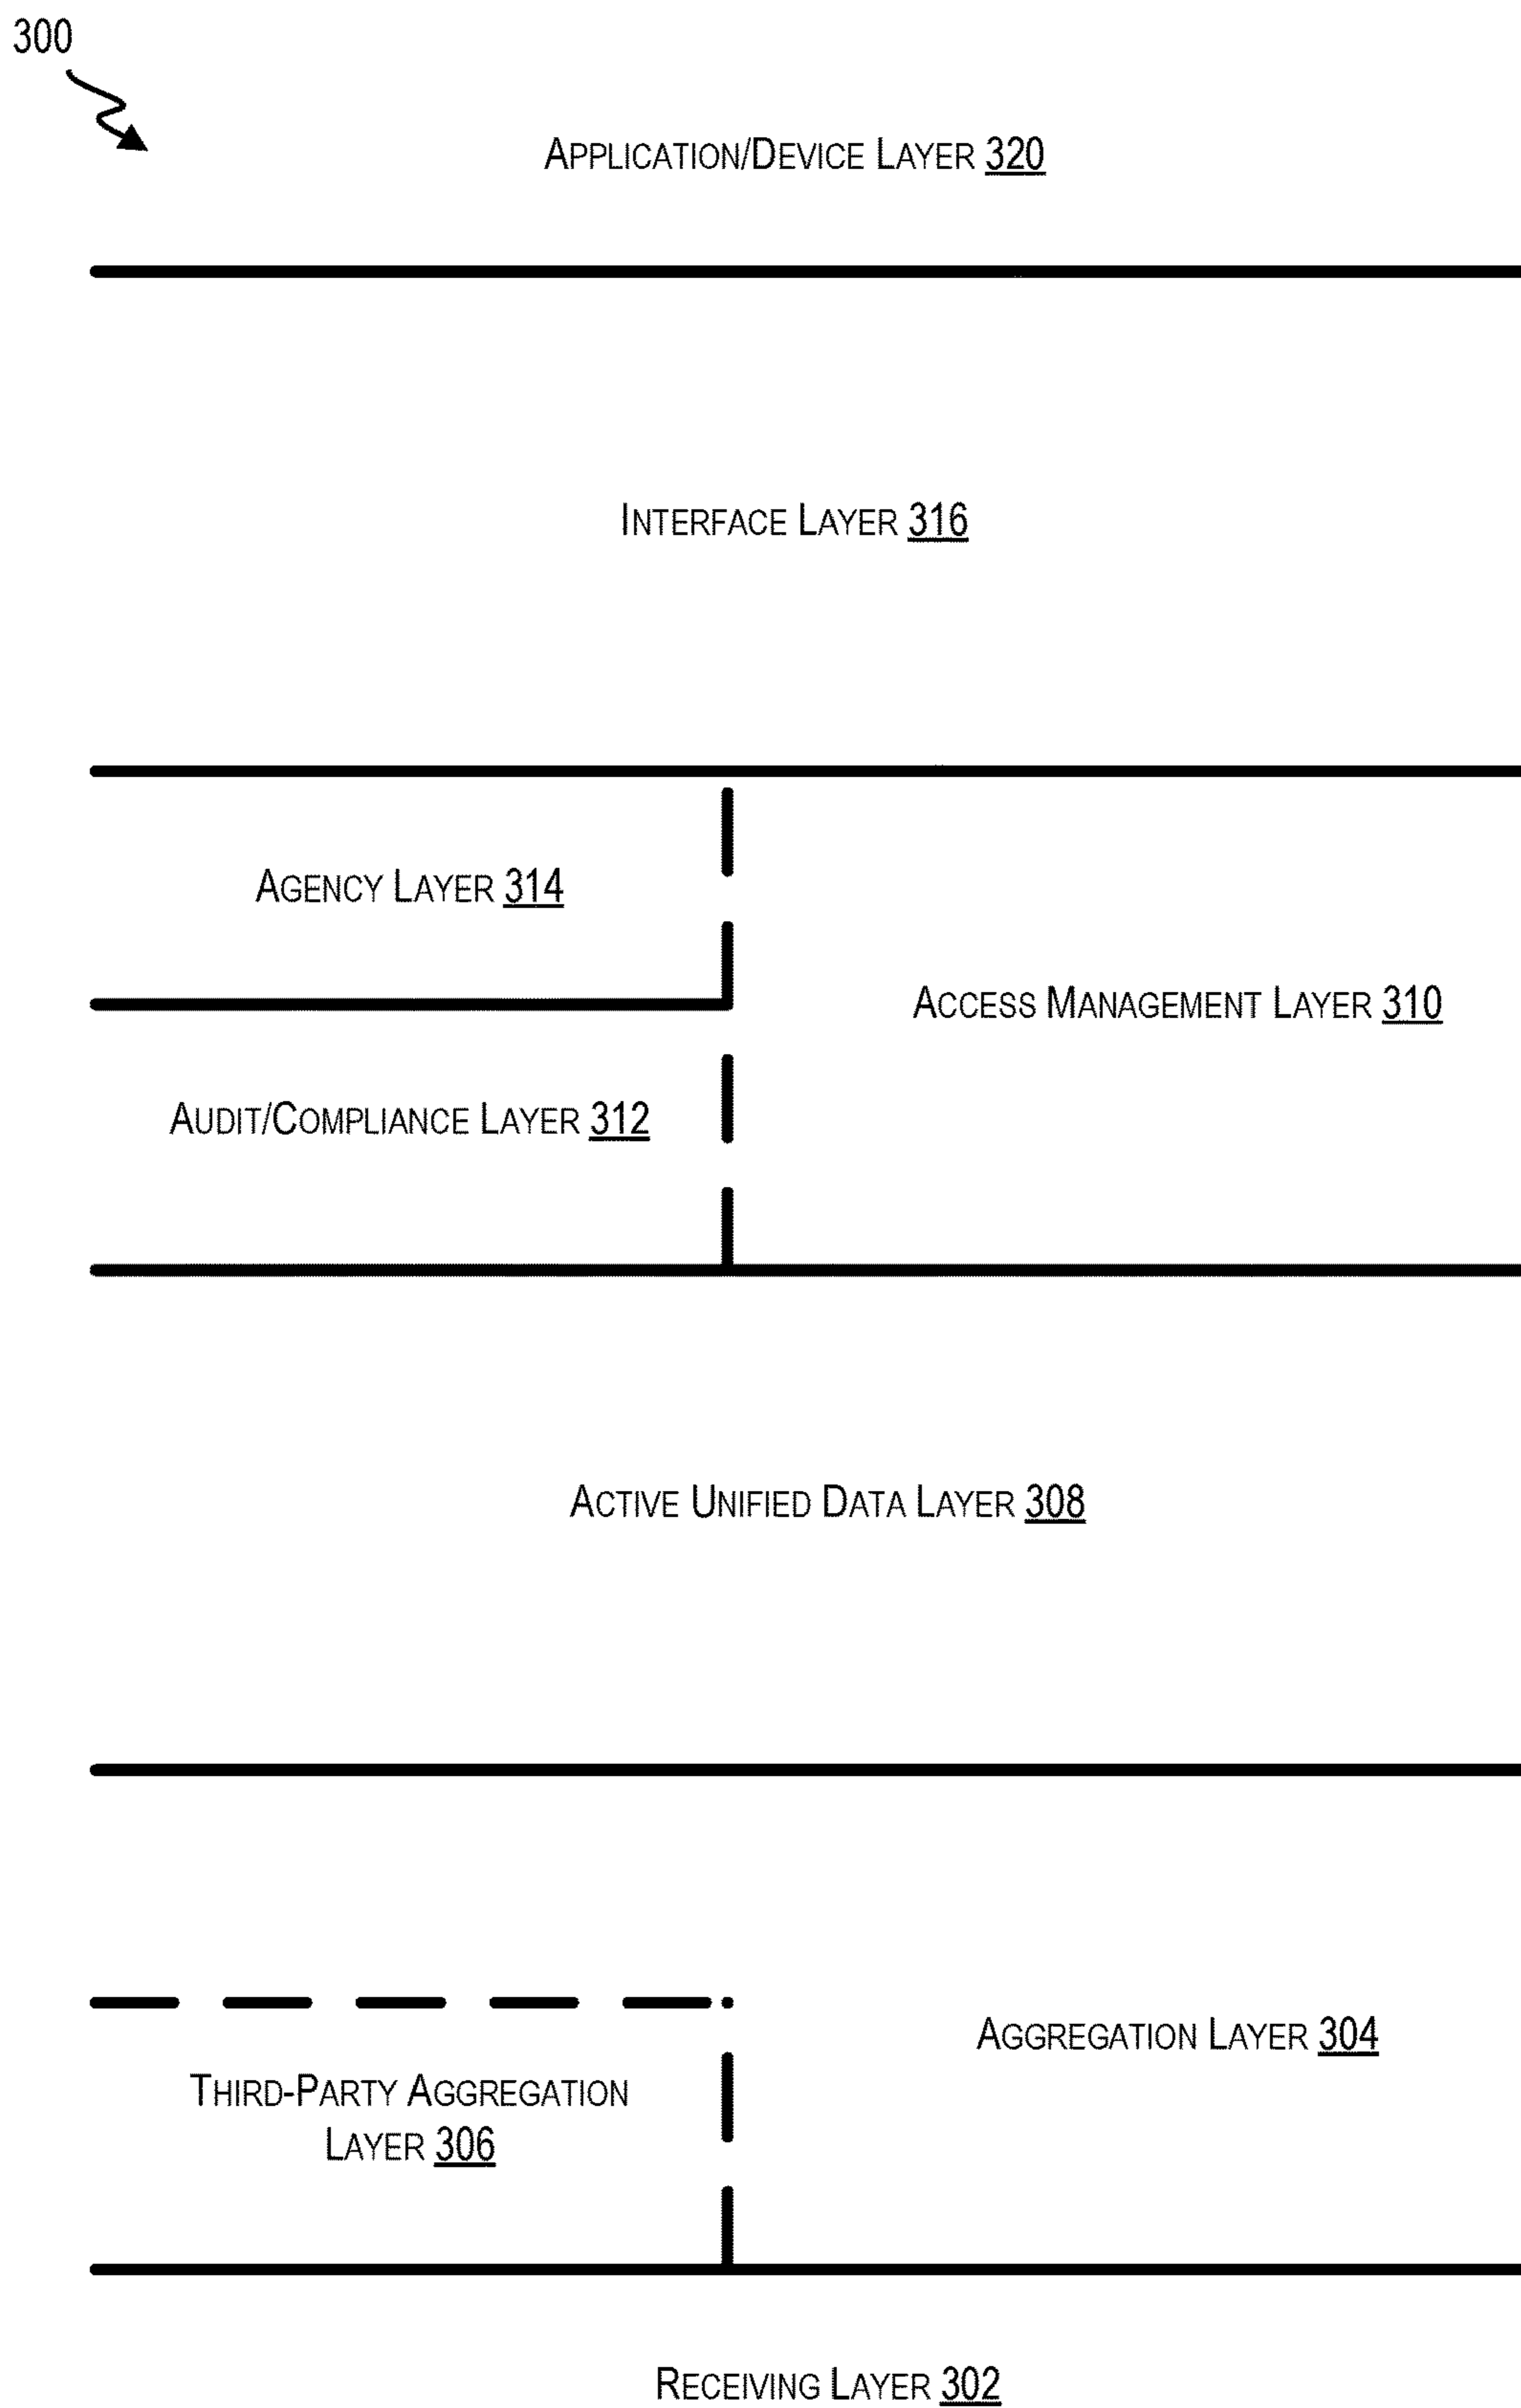 300
APPLICATION/DEVICE LAYER 320
INTERFACE LAYER 316
AGENCY LAYER 314
ACCESS MANAGEMENT LAYER 310
AUDIT/COMPLIANCE LAYER 312
ACTIVE UNIFIED DATA LAYER 308
AGGREGATION LAYER 304
THIRD-PARTY AGGREGATION
LAYER 306
RECEIVING LAYER 302